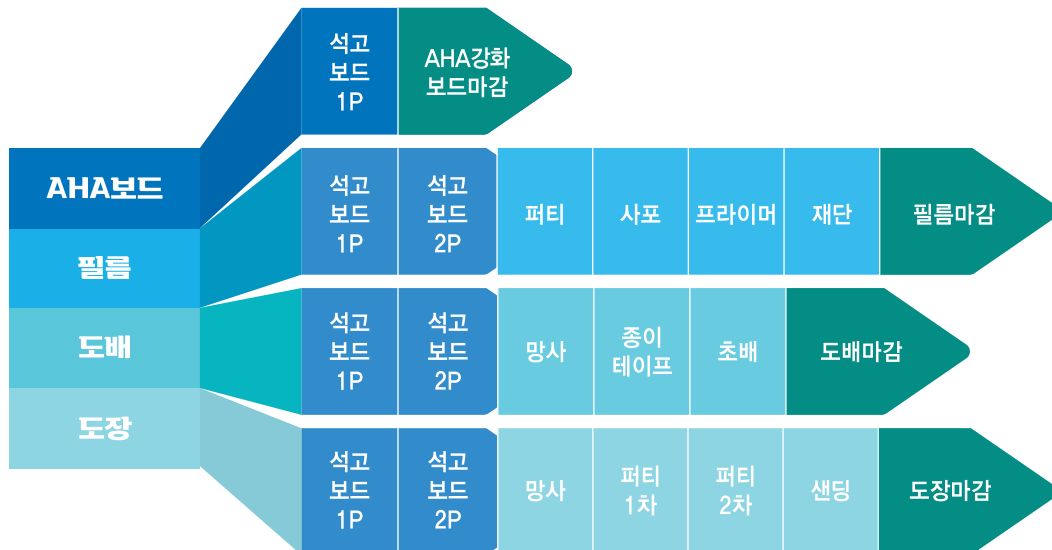 AHA보드
필름
도배
도장
석고
보드
1P
AHA강화
보드마감
석고
보드
1P
석고
보드
2P
퍼티
사포
프라이머
재단
필름마감
석고
보드
1P
석고
보드
2P
망사
종이
테이프
초배
도배마감
석고
보드
1P
석고
보드
2P
망사
퍼티
1차
퍼티
2차
샌딩
도장마감